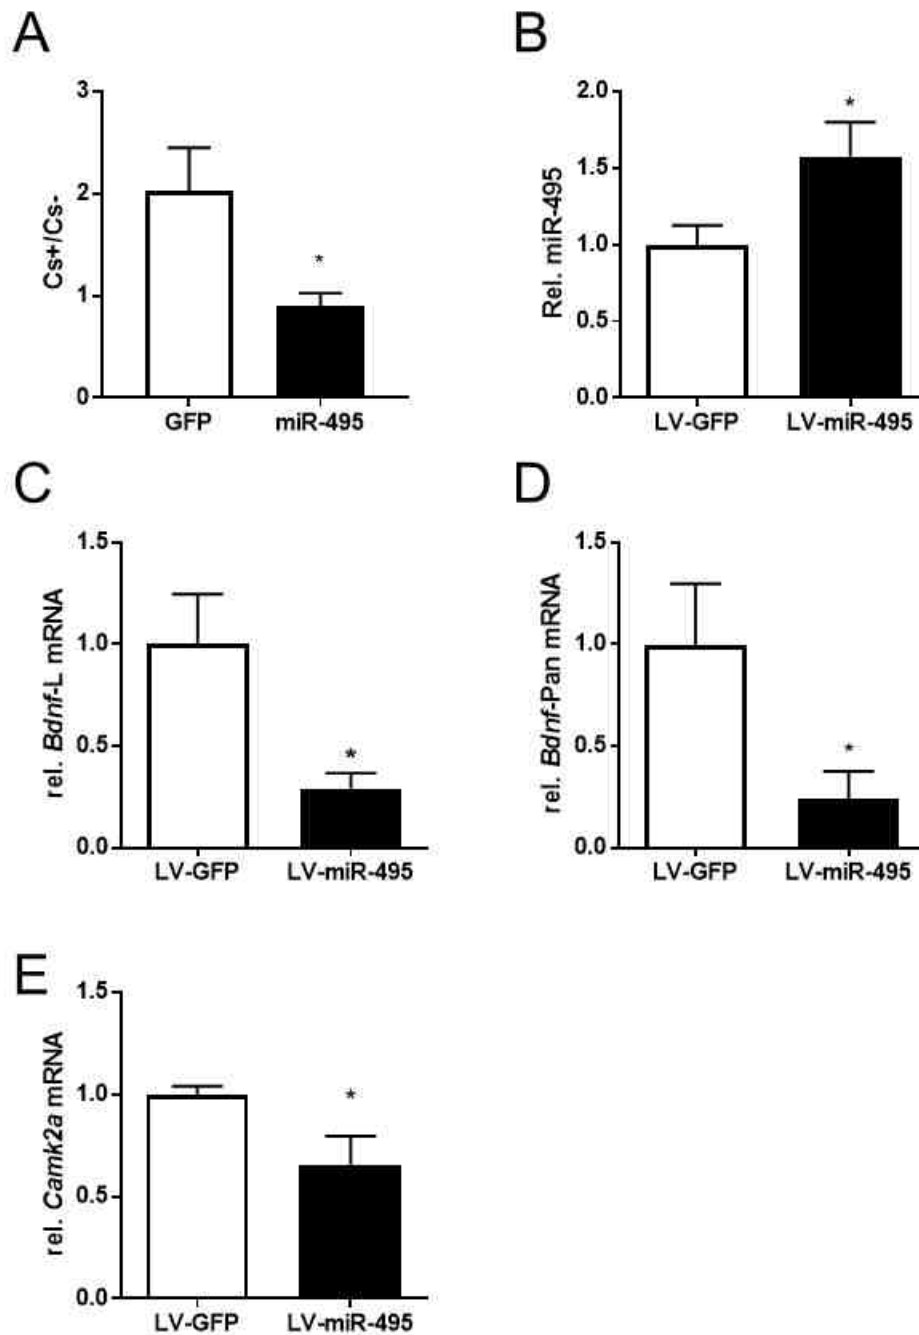 A
Cs+/Cs-
3
2
1
0
*
GFP miR-495
B
Rel. miR-495
2.0
1.5
1.0
0.5
0.0
*
LV-GFP LV-miR-495
C
rel. Bdnf-L mRNA
1.5
1.0
0.5
0.0
*
LV-GFP LV-miR-495
D
rel. Bdnf-Pan mRNA
1.5
1.0
0.5
0.0
*
LV-GFP LV-miR-495
E
rel. Camk2a mRNA
1.5
1.0
0.5
0.0
*
LV-GFP LV-miR-495